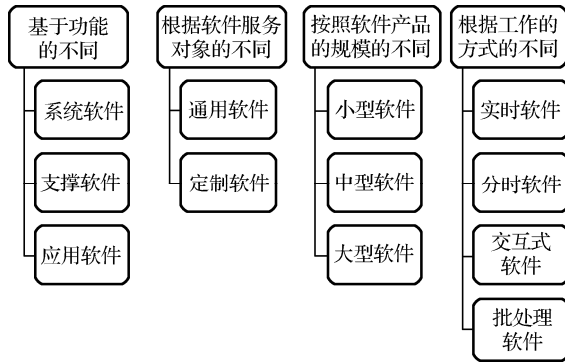 基于功能
的不同
系统软件
支撑软件
应用软件
根据软件服务
对象的不同
通用软件
定制软件
按照软件产品
的规模的不同
小型软件
中型软件
大型软件
根据工作的
方式的不同
实时软件
分时软件
交互式
软件
批处理
软件